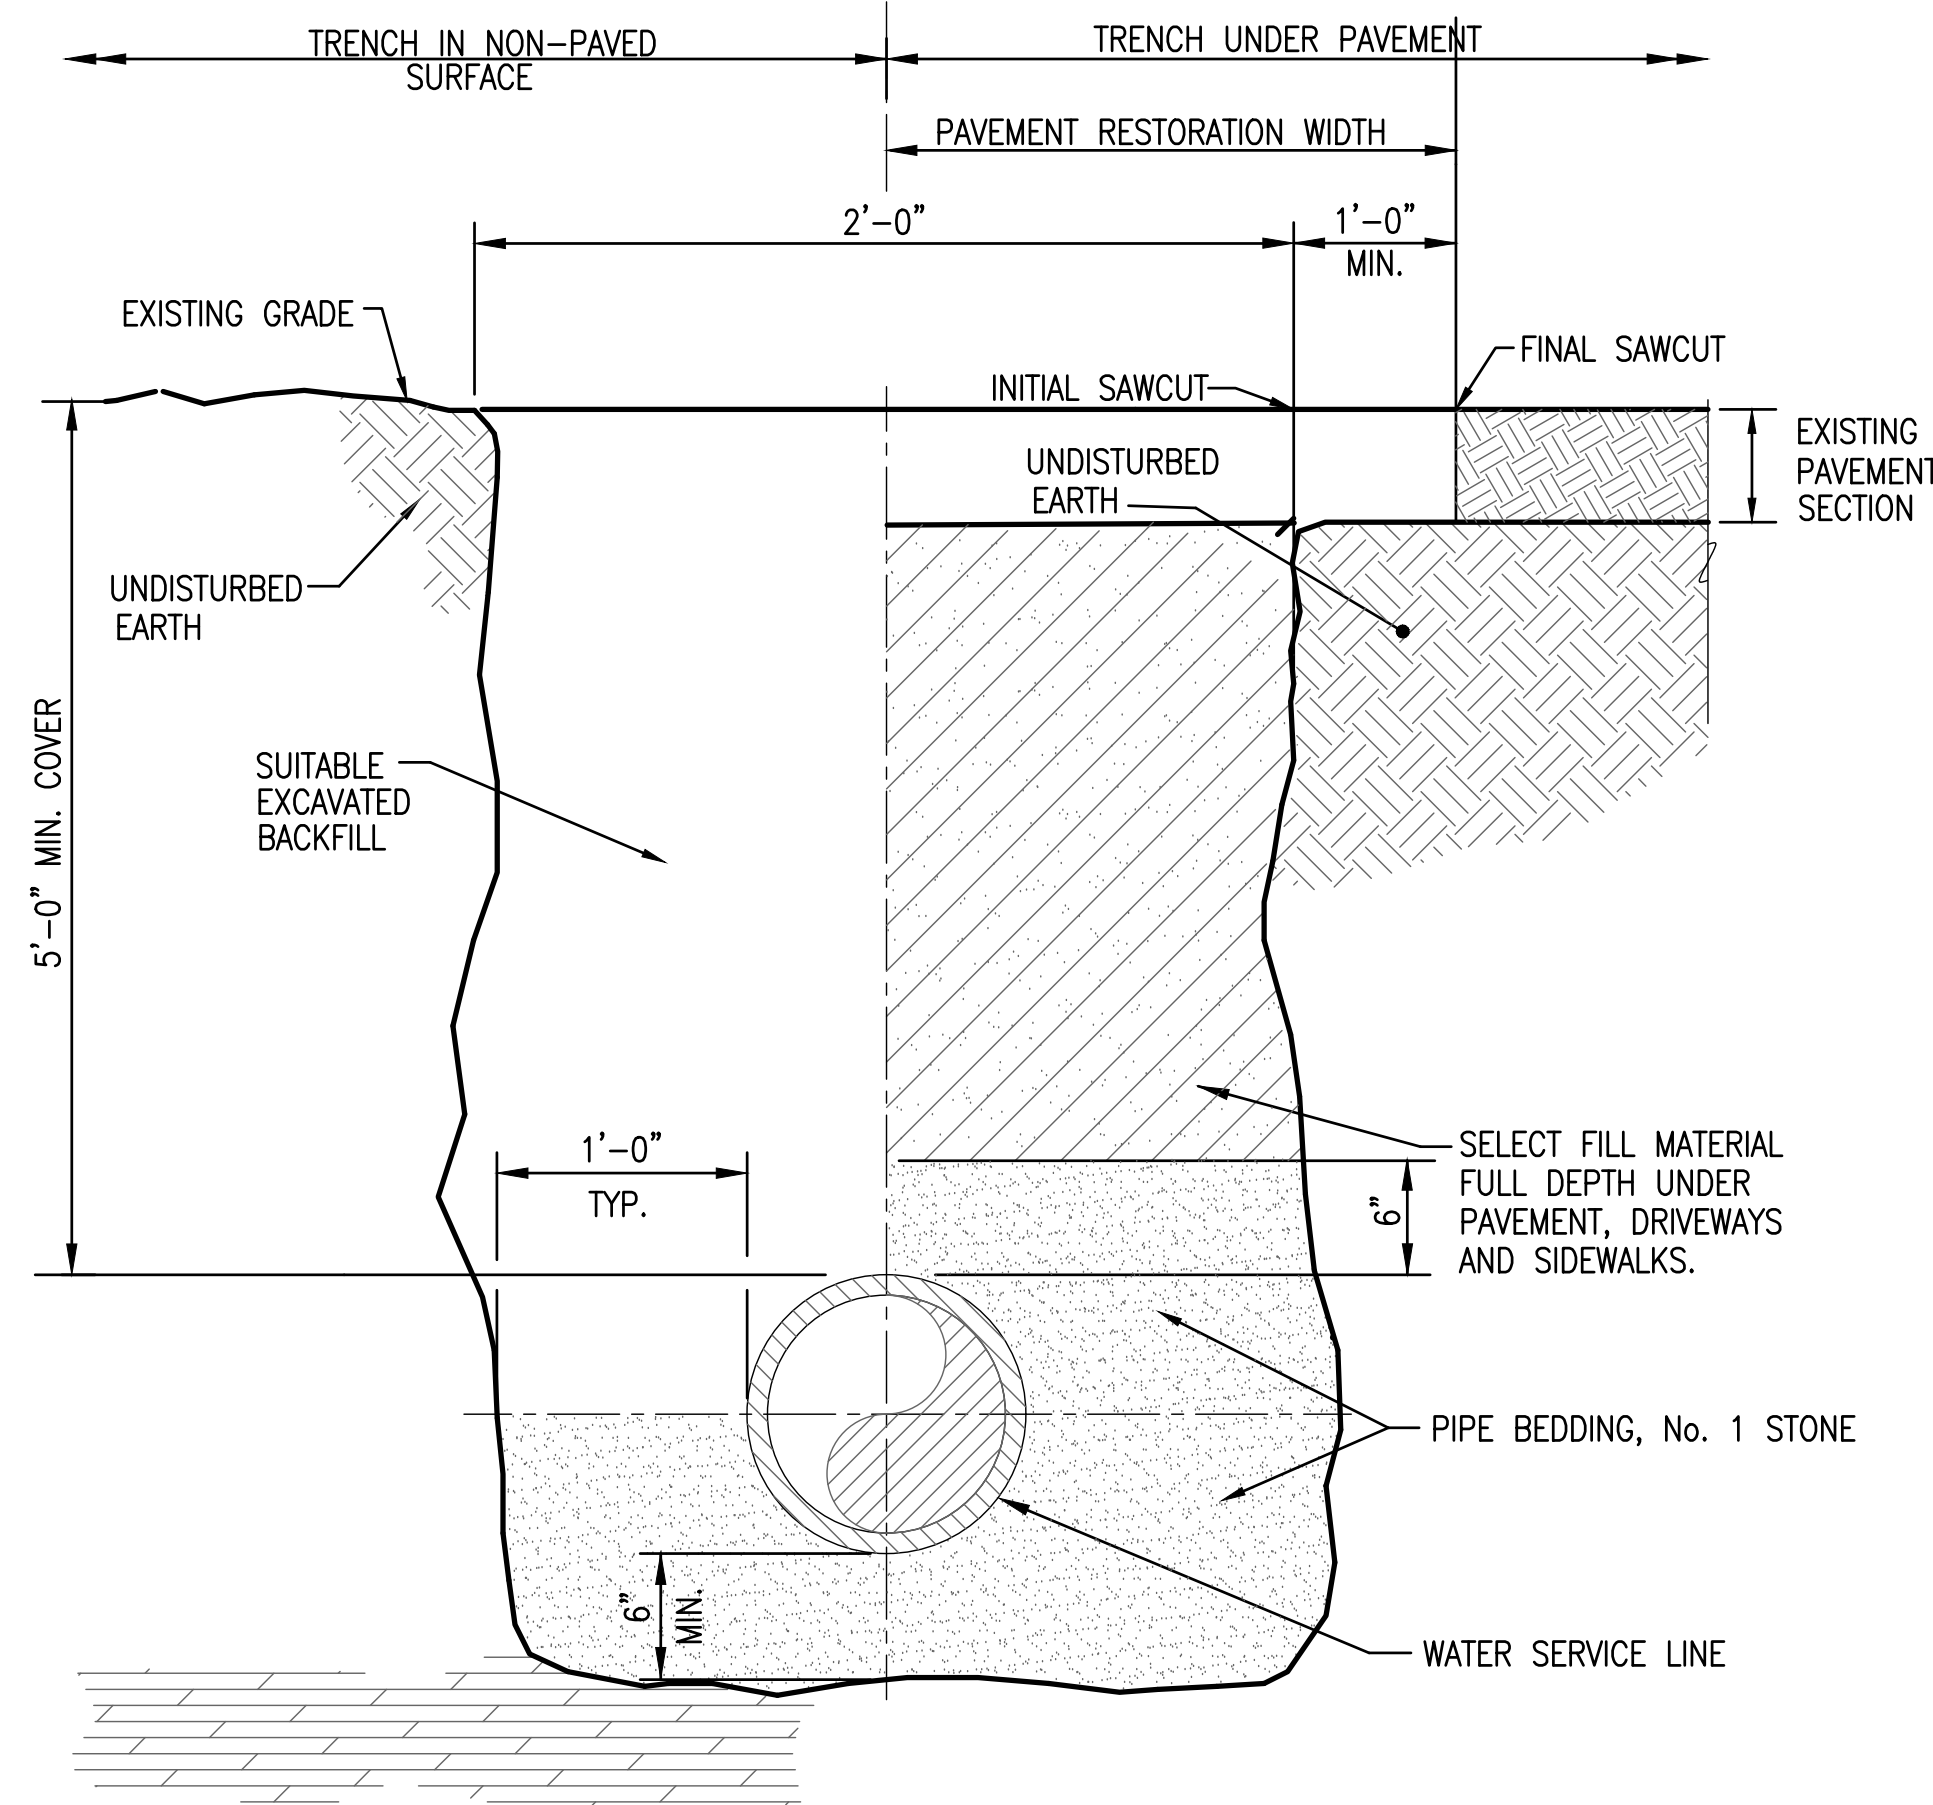 TRENCH IN NON-PAVED
SURFACE
TRENCH UNDER PAVEMENT
PAVEMENT RESTORATION WIDTH
2'-0"
1'-0"
MIN.
EXISTING GRADE
FINAL SAWCUT
INITIAL SAWCUT
EXISTING
PAVEMENT
SECTION
UNDISTURBED
EARTH
UNDISTURBED
EARTH
5'-0" MIN. COVER
SUITABLE
EXCAVATED
BACKFILL
1'-0"
TYP.
SELECT FILL MATERIAL
FULL DEPTH UNDER
PAVEMENT, DRIVEWAYS
AND SIDEWALKS.
6"
PIPE BEDDING, No. 1 STONE
6"
MIN.
WATER SERVICE LINE